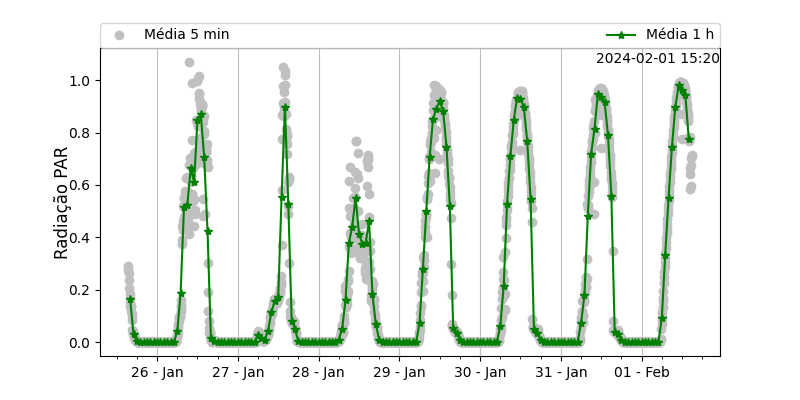 Média 5 min
Média 1 h
2024-02-01 15:20
Radiação PAR
1.0
0.8
0.6
0.4
0.2
0.0
26 - Jan
27 - Jan
28 - Jan
29 - Jan
30 - Jan
31 - Jan
01 - Feb